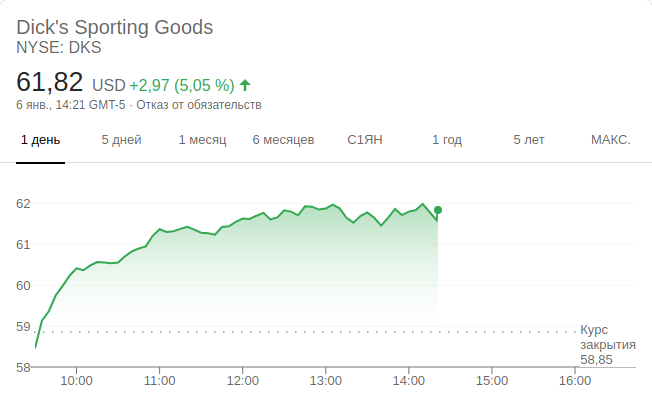 Dick's Sporting Goods
NYSE: DKS
61,82 USD +2,97 (5,05 %)
6 янв., 14:21 GMT-5 · Отказ от обязательств
1 день 5 дней 1 месяц 6 месяцев С1ЯН 1 год 5 лет МАКС.
62
61
60
59
Курс
закрытия
58,85
58
10:00 11:00 12:00 13:00 14:00 15:00 16:00